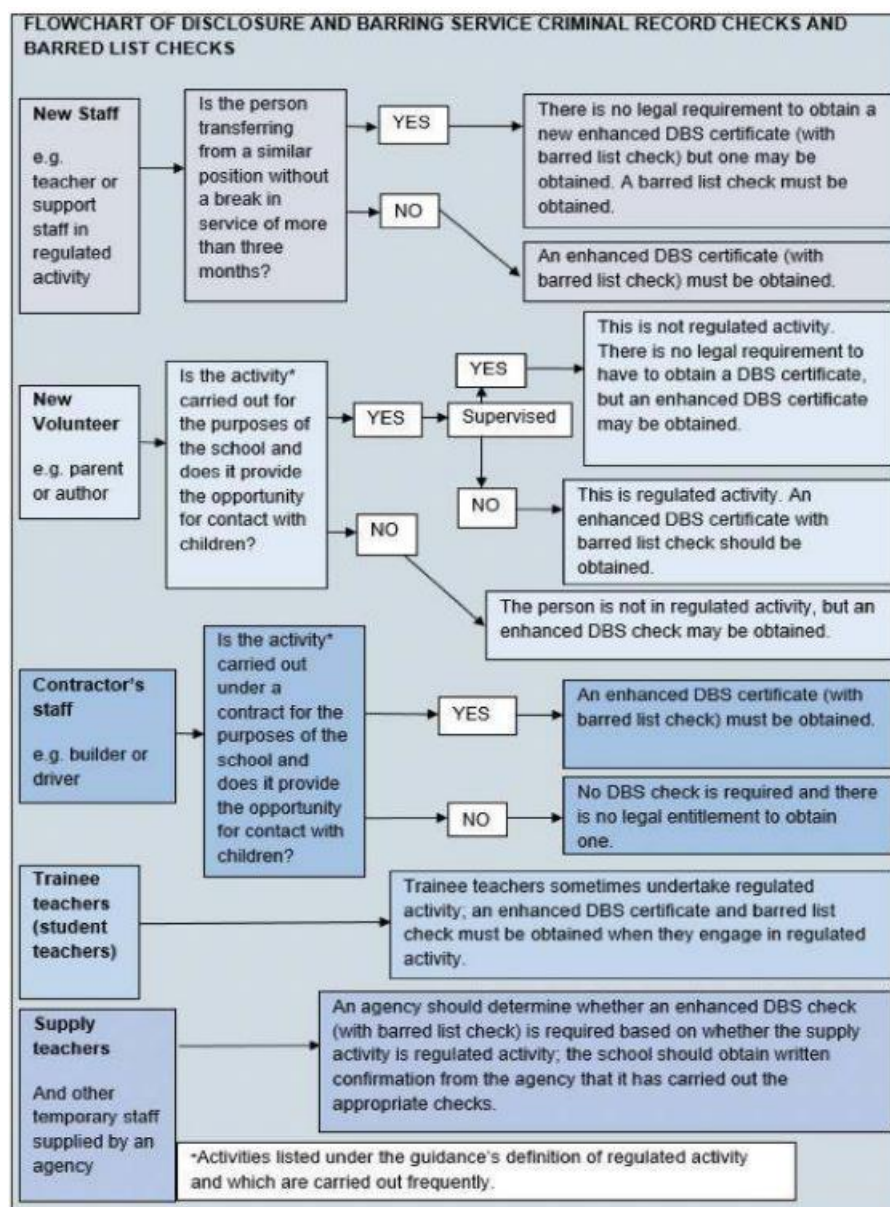 FLOWCHART OF DISCLOSURE AND BARRING SERVICE CRIMINAL RECORD CHECKS AND
BARRED LIST CHECKS
New Staff
e.g.
teacher or
support
staff in
regulated
activity
Is the person
transferring
from a similar
position without
a break in
service of more
than three
months?
YES
There is no legal requirement to obtain a
new enhanced DBS certificate (with
barred list check) but one may be
obtained. A barred list check must be
obtained.
NO
An enhanced DBS certificate (with
barred list check) must be obtained.
New
Volunteer
e.g. parent
or author
Is the activity*
carried out for
the purposes of
the school and
does it provide
the opportunity
for contact with
children?
YES
Supervised
YES
This is not regulated activity.
There is no legal requirement to
have to obtain a DBS certificate,
but an enhanced DBS certificate
may be obtained.
NO
This is regulated activity. An
enhanced DBS certificate with
barred list check should be
obtained.
NO
The person is not in regulated activity, but an
enhanced DBS check may be obtained.
Contractor's
staff
e.g. builder or
driver
Is the activity*
carried out
under a
contract for the
purposes of the
school and
does it provide
the opportunity
for contact with
children?
YES
An enhanced DBS certificate (with
barred list check) must be obtained.
NO
No DBS check is required and there
is no legal entitlement to obtain
one.
Trainee
teachers
(student
teachers)
Trainee teachers sometimes undertake regulated
activity; an enhanced DBS certificate and barred list
check must be obtained when they engage in regulated
activity.
Supply
teachers
And other
temporary staff
supplied by an
agency
An agency should determine whether an enhanced DBS check
(with barred list check) is required based on whether the supply
activity is regulated activity; the school should obtain written
confirmation from the agency that it has carried out the
appropriate checks.
*Activities listed under the guidance's definition of regulated activity
and which are carried out frequently.